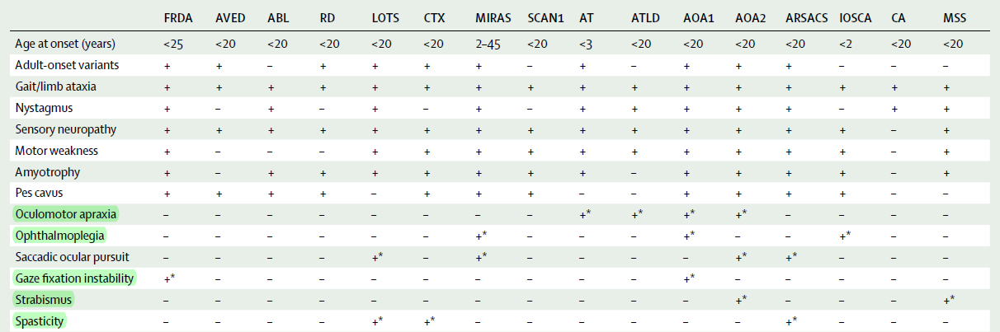 FRDA AVED ABL RD LOTS CTX MIRAS SCAN1 AT ATLD AOA1 AOA2 ARSACS IOSCA CA MSS
Age at onset (years) <25 <20 <20 <20 <20 <20 2–45 <20 <3 <20 <20 <20 <20 <2 <20 <20
Adult-onset variants + + – + + + + – + – + + + – – –
Gait/limb ataxia + + + + + + + + + + + + + + + +
Nystagmus + – + – + – + – + + + + + – + +
Sensory neuropathy + + + + + + + + + + + + + + – +
Motor weakness + – – – + + + + + + + + + + – +
Amyotrophy + – + + + + + + + – + + + + – +
Pes cavus + + + + – + + + – – + + + + – –
Oculomotor apraxia – – – – – – – – +* +* +* +* – – – –
Ophthalmoplegia – – – – – – +* – – – +* – – +* – –
Saccadic ocular pursuit – – – – +* – +* – – – – +* +* – – –
Gaze fixation instability +* – – – – – – – – – +* – – – – –
Strabismus – – – – – – – – – – – +* – – – +*
Spasticity – – – – +* +* – – – – – – +* – – –